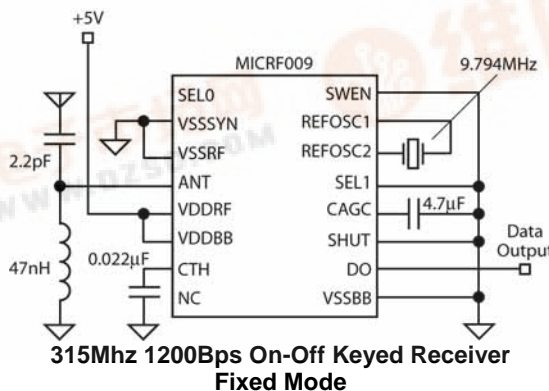 +5V
MICRF009
9.794MHz
SEL0
SWEN
VSSSYN
REFOSC1
VSSRF
REFOSC2
2.2pF
ANT
SEL1
VDDRF
CAGC
4.7µF
VDDBB
SHUT
Data
Output
47nH
0.022µF
CTH
DO
NC
VSSBB
315Mhz 1200Bps On-Off Keyed Receiver
Fixed Mode